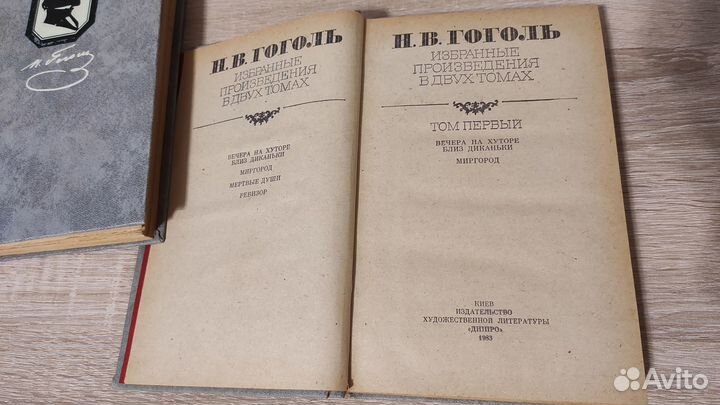 Н. Гоголь
Н. В. ГОГОЛЬ
ИЗБРАННЫЕ
ПРОИЗВЕДЕНИЯ
В ДВУХ ТОМАХ
ВЕЧЕРА НА ХУТОРЕ
БЛИЗ ДИКАНЬКИ
МИРГОРОД
МЕРТВЫЕ ДУШИ
РЕВИЗОР
Н. В. ГОГОЛЬ
ИЗБРАННЫЕ
ПРОИЗВЕДЕНИЯ
В ДВУХ ТОМАХ
ТОМ ПЕРВЫЙ
ВЕЧЕРА НА ХУТОРЕ
БЛИЗ ДИКАНЬКИ
МИРГОРОД
КИЕВ
ИЗДАТЕЛЬСТВО
ХУДОЖЕСТВЕННОЙ ЛИТЕРАТУРЫ
«ДНІПРО»
1983
Avito